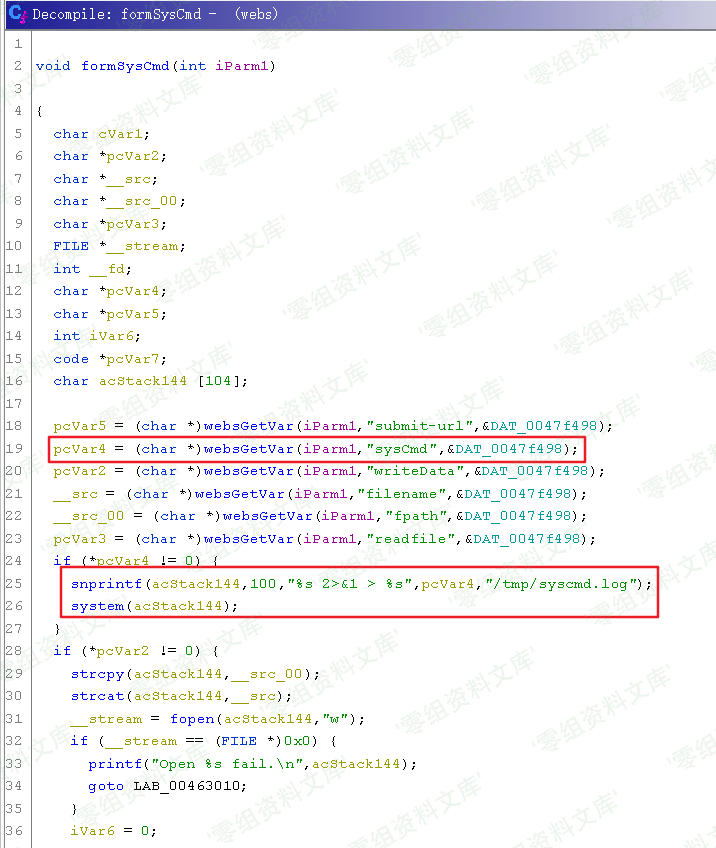 Decompile: formSysCmd -  (webs)
1
2 void formSysCmd(int iParm1)
3
4 {
5 char cVar1;
6 char *pcVar2;
7 char *__src;
8 char *__src_00;
9 char *pcVar3;
10 FILE *__stream;
11 int __fd;
12 char *pcVar4;
13 char *pcVar5;
14 int iVar6;
15 code *pcVar7;
16 char acStack144 [104];
17
18 pcVar5 = (char *)websGetVar(iParm1,"submit-url",&DAT_0047f498);
19 pcVar4 = (char *)websGetVar(iParm1,"sysCmd",&DAT_0047f498);
20 pcVar2 = (char *)websGetVar(iParm1,"writeData",&DAT_0047f498);
21 __src = (char *)websGetVar(iParm1,"filename",&DAT_0047f498);
22 __src_00 = (char *)websGetVar(iParm1,"fpath",&DAT_0047f498);
23 pcVar3 = (char *)websGetVar(iParm1,"readfile",&DAT_0047f498);
24 if (*pcVar4 != 0) {
25 snprintf(acStack144,100,"%s 2>&1 > %s",pcVar4,"/tmp/syscmd.log");
26 system(acStack144);
27 }
28 if (*pcVar2 != 0) {
29 strcpy(acStack144,__src_00);
30 strcat(acStack144,__src);
31 __stream = fopen(acStack144,"w");
32 if (__stream == (FILE *)0x0) {
33 printf("Open %s fail.\n",acStack144);
34 goto LAB_00463010;
35 }
36 iVar6 = 0;
'零组资料文库'